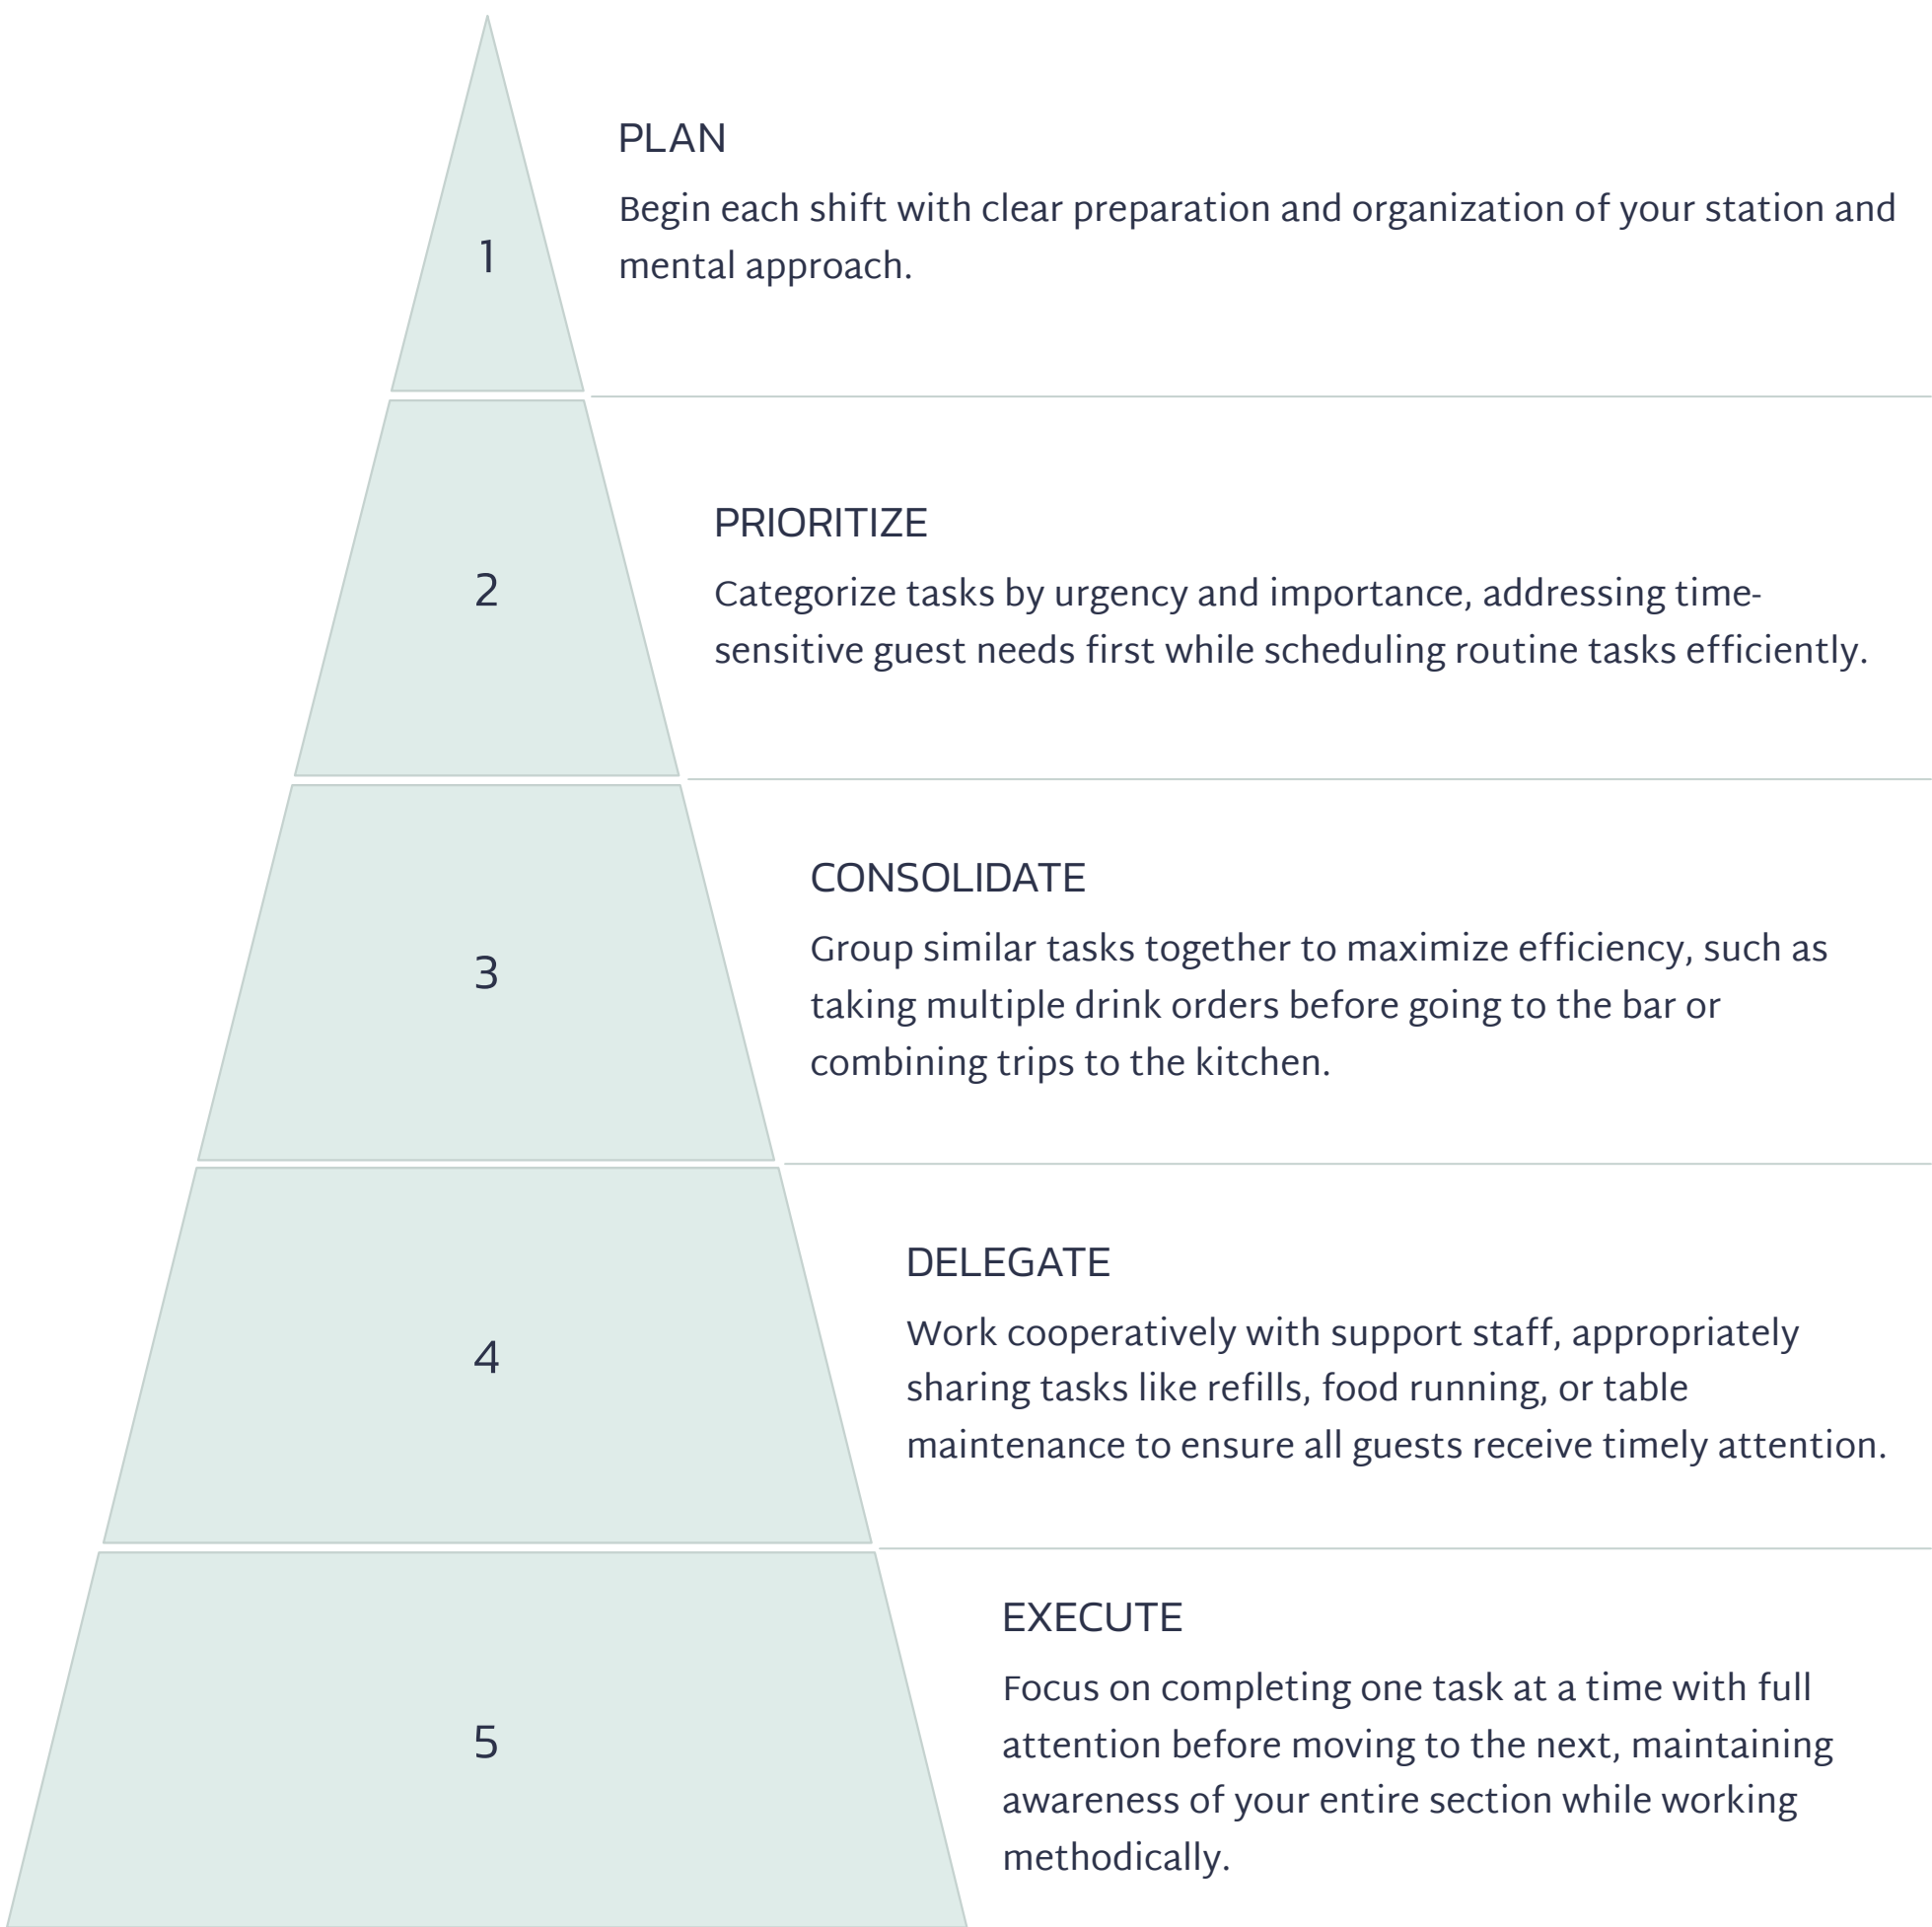 1
PLAN
Begin each shift with clear preparation and organization of your station and
mental approach.
2
PRIORITIZE
Categorize tasks by urgency and importance, addressing time-
sensitive guest needs first while scheduling routine tasks efficiently.
3
CONSOLIDATE
Group similar tasks together to maximize efficiency, such as
taking multiple drink orders before going to the bar or
combining trips to the kitchen.
4
DELEGATE
Work cooperatively with support staff, appropriately
sharing tasks like refills, food running, or table
maintenance to ensure all guests receive timely attention.
5
EXECUTE
Focus on completing one task at a time with full
attention before moving to the next, maintaining
awareness of your entire section while working
methodically.